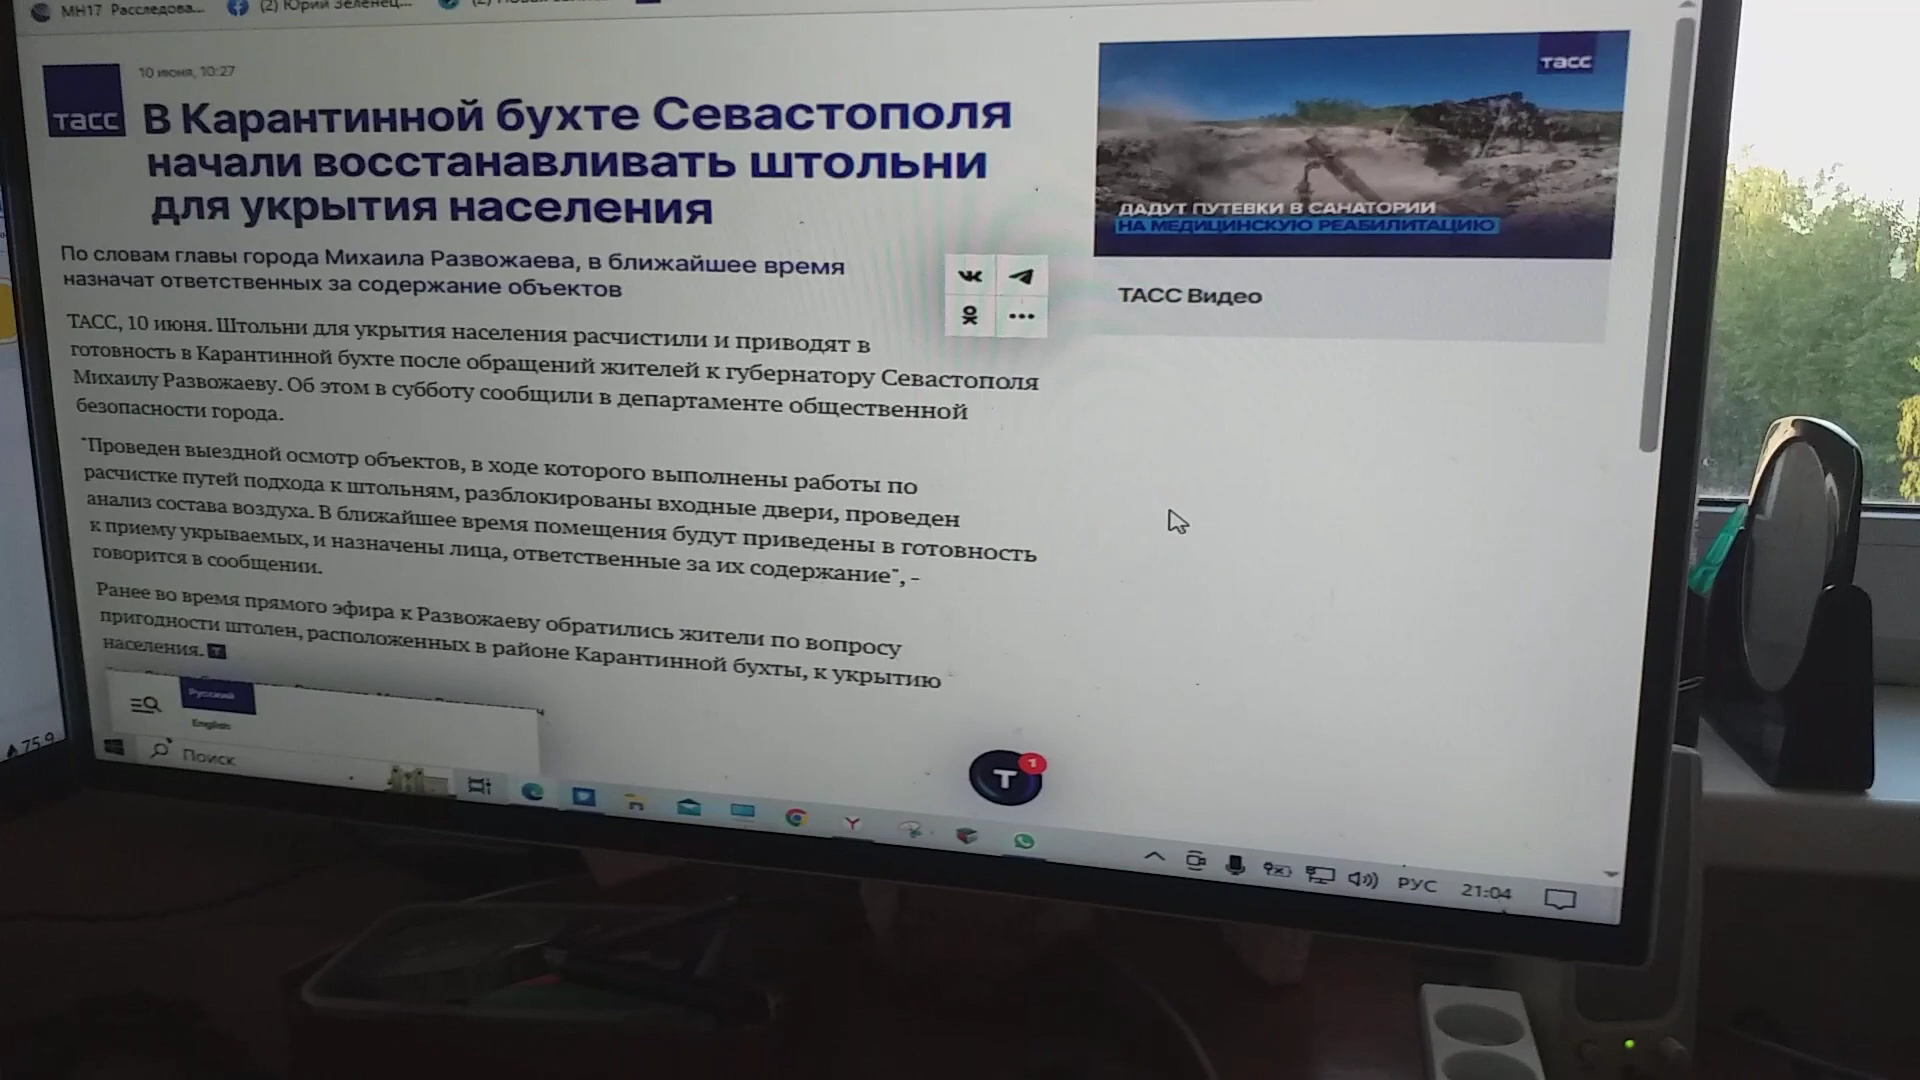 МН17 Расследова...
(2) Юрий Зеленец...
тасс
10 июня, 10:27
В Карантинной бухте Севастополя
начали восстанавливать штольни
для укрытия населения
По словам главы города Михаила Развожаева, в ближайшее время
назначат ответственных за содержание объектов
ТАСС, 10 июня. Штольни для укрытия населения расчистили и приводят в
готовность в Карантинной бухте после обращений жителей к губернатору Севастополя
Михаилу Развожаеву. Об этом в субботу сообщили в департаменте общественной
безопасности города.
"Проведен выездной осмотр объектов, в ходе которого выполнены работы по
расчистке путей подхода к штольням, разблокированы входные двери, проведен
анализ состава воздуха. В ближайшее время помещения будут приведены в готовность
к приему укрываемых, и назначены лица, ответственные за их содержание", -
говорится в сообщении.
Ранее во время прямого эфира к Развожаеву обратились жители по вопросу
пригодности штолен, расположенных в районе Карантинной бухты, к укрытию
населения.
тасс
ДАДУТ ПУТЕВКИ В САНАТОРИИ
НА МЕДИЦИНСКУЮ РЕАБИЛИТАЦИЮ
ТАСС Видео
Русский
English
75.9
Поиск
Т
1
РУС
21:04